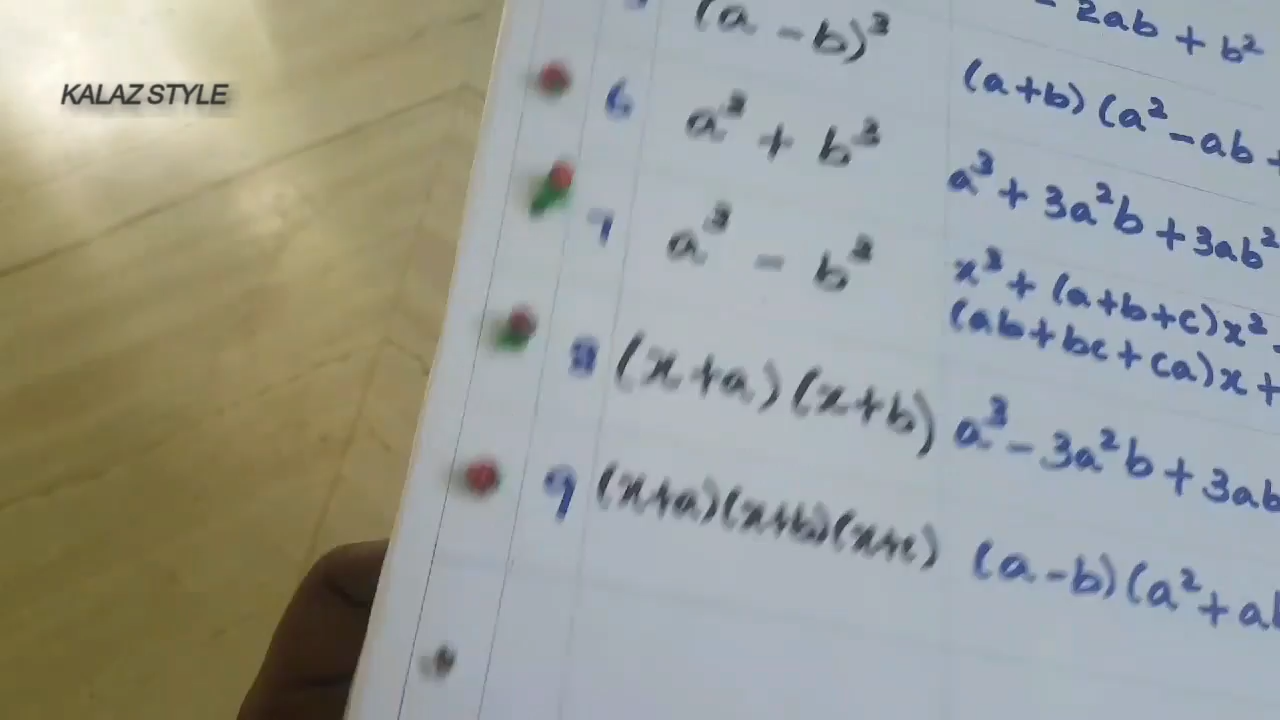 KALAZ STYLE
(a - b)³
- 2ab + b²
6 a³ + b³
(a+b) (a² - ab +
7 a³ - b³
a³ + 3a²b + 3ab²
x³ + (a+b+c)x²
(ab+bc+ca)x +
8 (x+a)(x+b)
a³ - 3a²b + 3ab
9 (x+a)(x+b)(x+c)
(a-b)(a²+ab